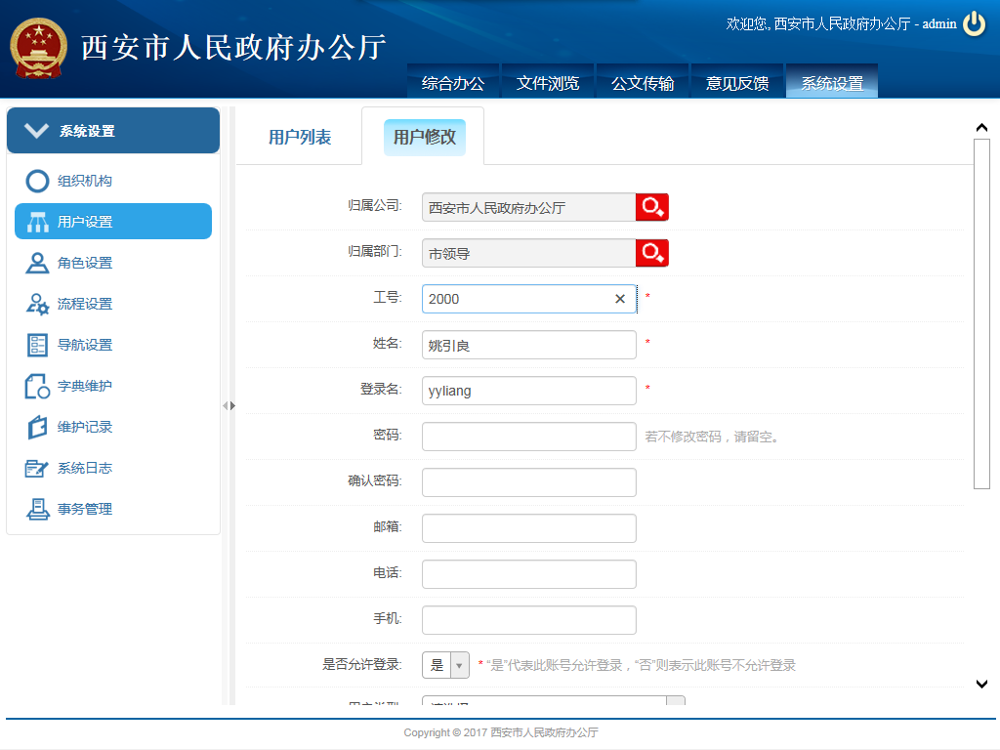 欢迎您, 西安市人民政府办公厅 - admin
西安市人民政府办公厅
综合办公 文件浏览 公文传输 意见反馈 系统设置
系统设置
组织机构
用户设置
角色设置
流程设置
导航设置
字典维护
维护记录
系统日志
事务管理
用户列表 用户修改
归属公司: 西安市人民政府办公厅
归属部门: 市领导
工号: 2000 *
姓名: 姚引良 *
登录名: yyliang *
密码: 若不修改密码，请留空。
确认密码:
邮箱:
电话:
手机:
是否允许登录: 是 * “是”代表此账号允许登录，“否”则表示此账号不允许登录
Copyright © 2017 西安市人民政府办公厅